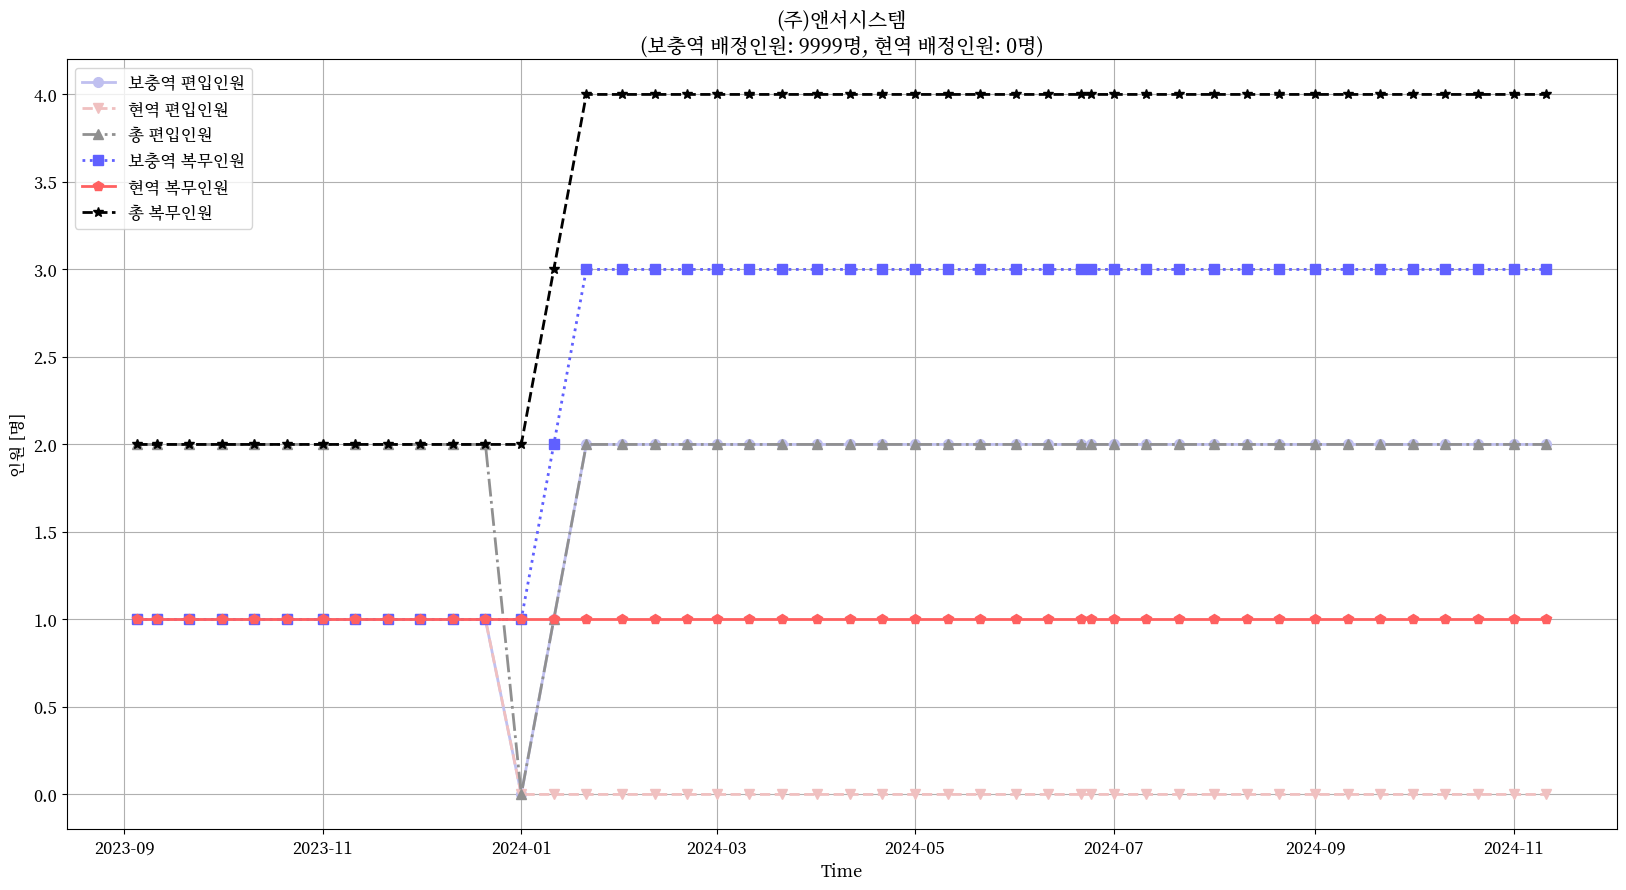 (주)앤서시스템
(보충역 배정인원: 9999명, 현역 배정인원: 0명)
보충역 편입인원
현역 편입인원
총 편입인원
보충역 복무인원
현역 복무인원
총 복무인원
4.0
3.5
3.0
2.5
2.0
1.5
1.0
0.5
0.0
인원 [명]
2023-09 2023-11 2024-01 2024-03 2024-05 2024-07 2024-09 2024-11
Time